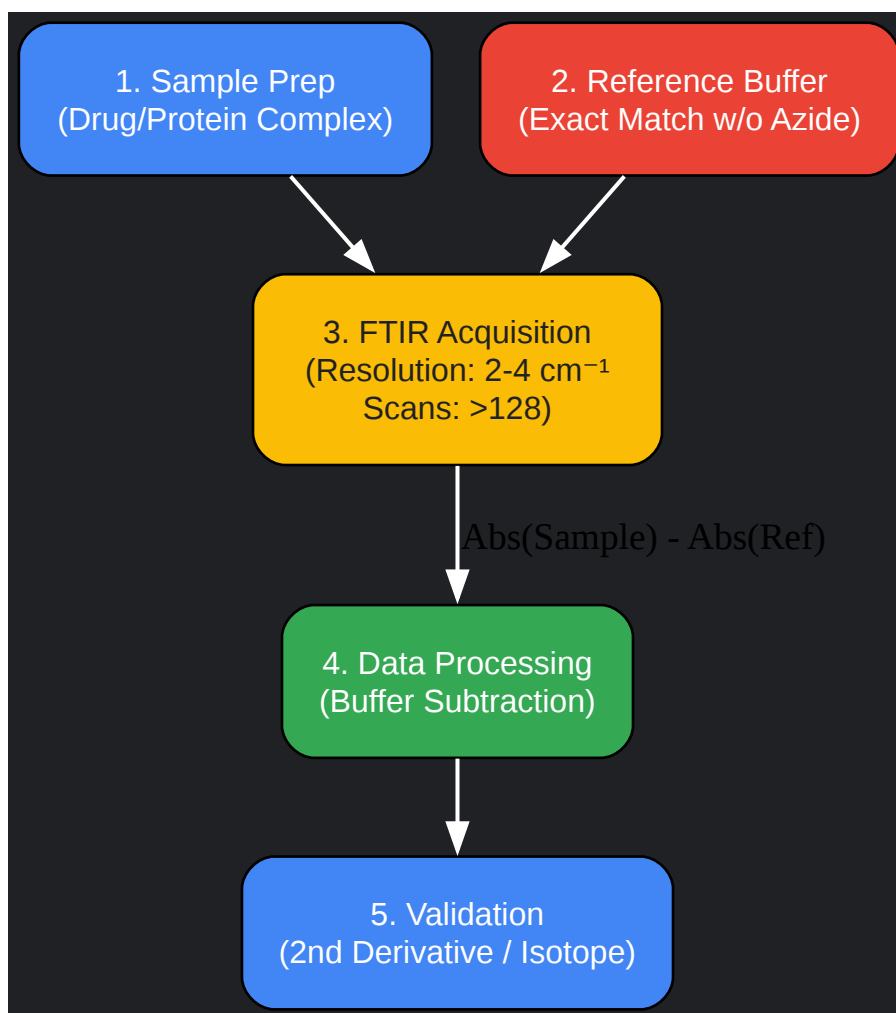 1. Sample Prep
(Drug/Protein Complex)
2. Reference Buffer
(Exact Match w/o Azide)
3. FTIR Acquisition
(Resolution: 2-4 cm⁻¹
Scans: >128)
Abs(Sample) - Abs(Ref)
4. Data Processing
(Buffer Subtraction)
5. Validation
(2nd Derivative / Isotope)